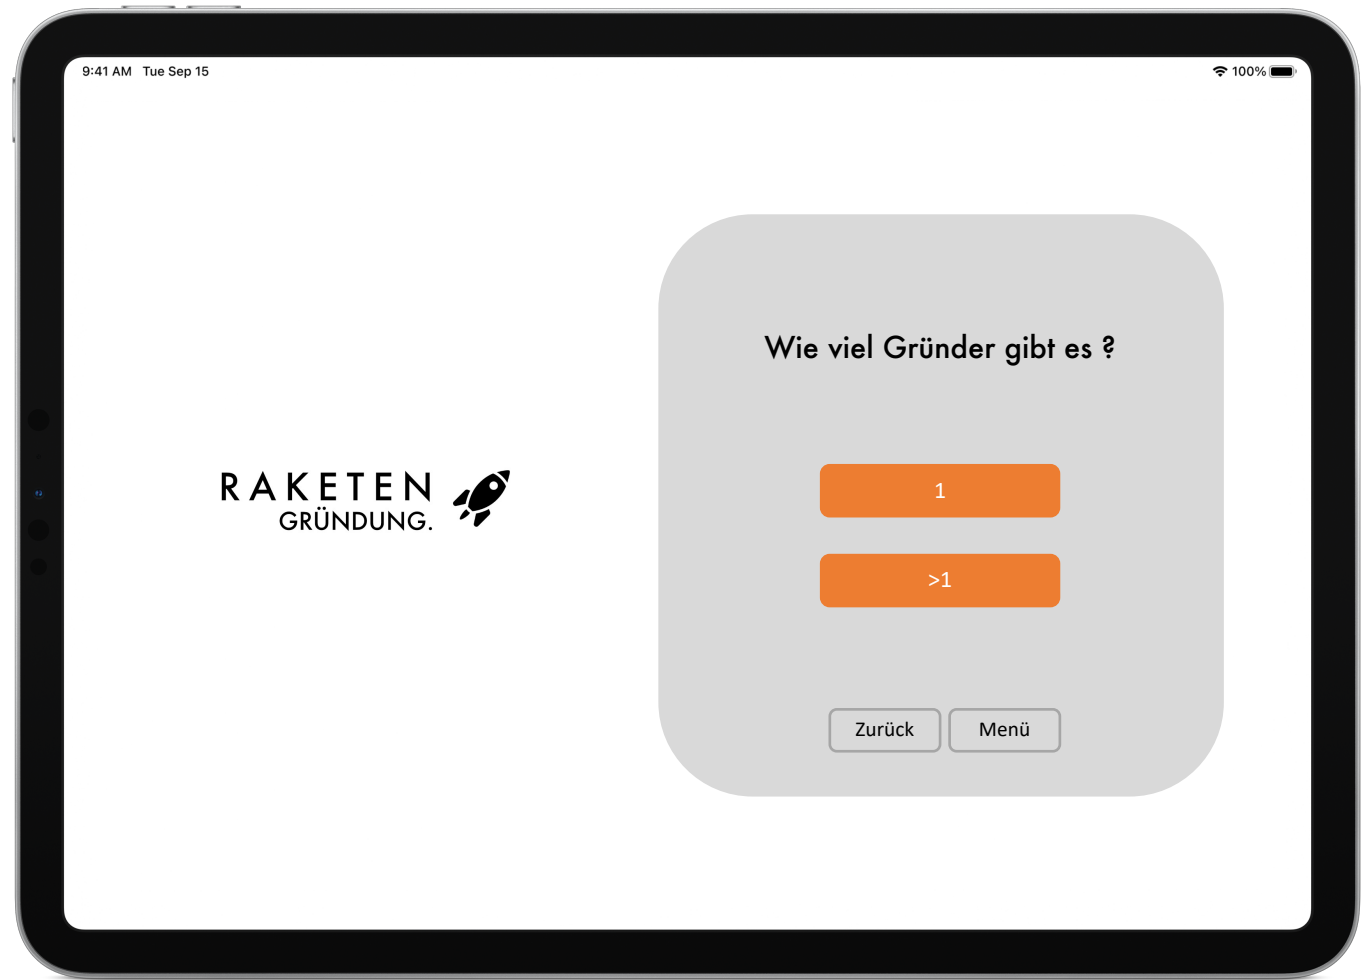 9:41 AM Tue Sep 15
100%
RAKETEN
GRÜNDUNG.
Wie viel Gründer gibt es ?
1
>1
Zurück
Menü